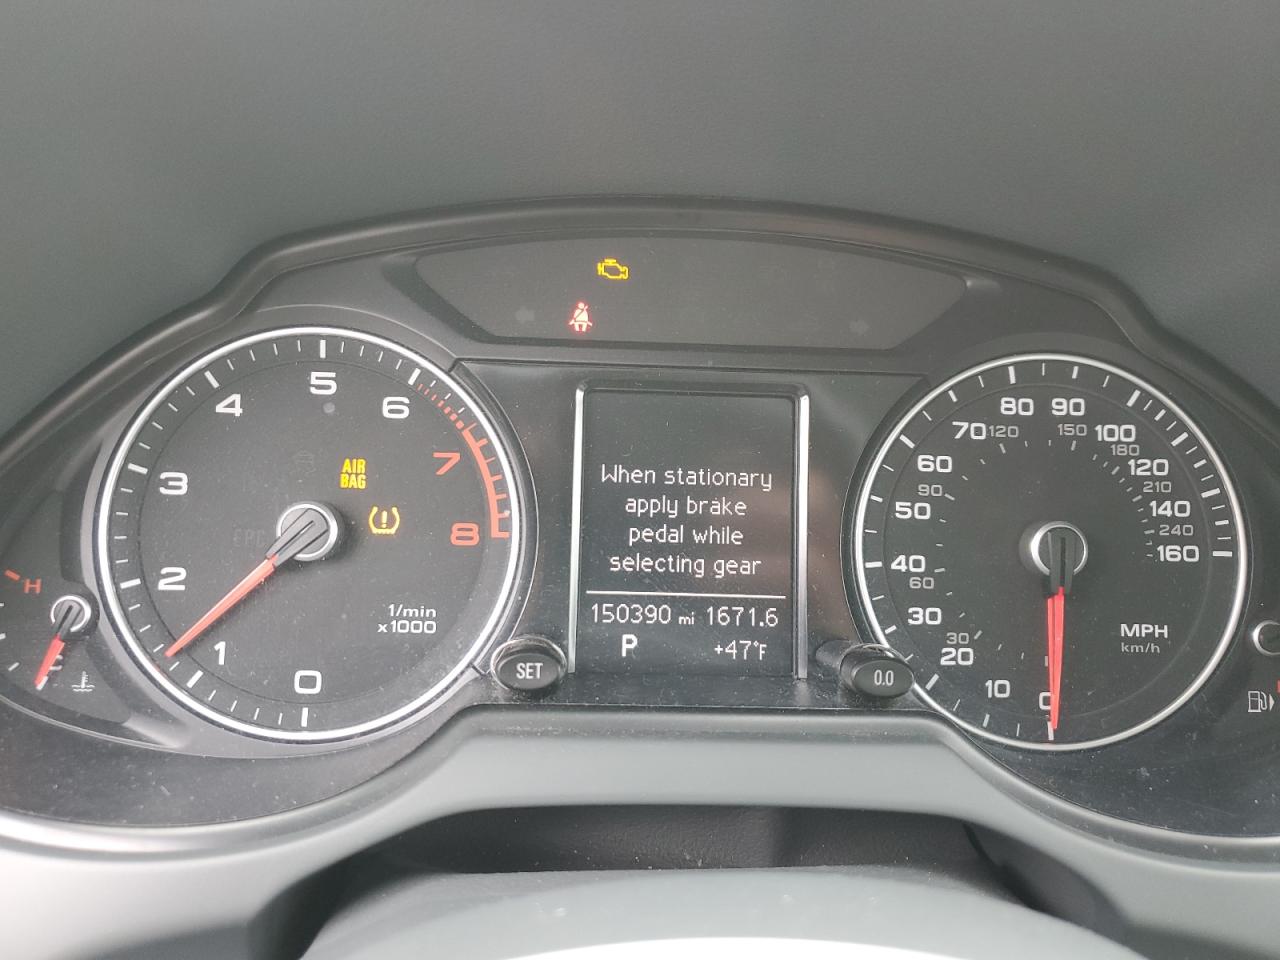 5
4
6
3
7
AIR
BAG
EPC
8
2
H
C
1/min
x1000
1
0
SET
When stationary
apply brake
pedal while
selecting gear
150390 mi 1671.6
P
+47°F
0.0
80
90
70
120
150
100
180
60
120
90
210
50
140
240
40
160
60
30
30
20
MPH
km/h
10
0